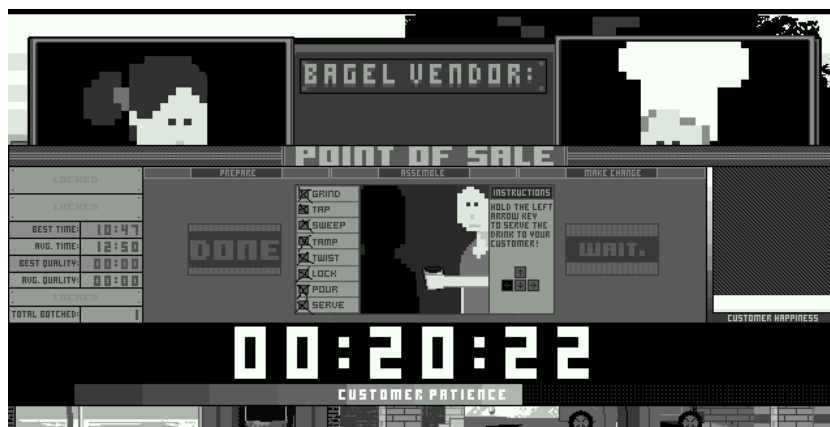 BAGEL VENDOR:
POINT OF SALE
PREPARE
ASSEMBLE
MAKE CHANGE
LOCKED
LOCKED
BEST TIME: 10:47
AVG. TIME: 12:50
BEST QUALITY: 00:00
AVG. QUALITY: 00:00
LOCKED
TOTAL BOTCHED: 1
DONE
GRIND
TAP
SWEEP
TAMP
TWIST
LOCK
POUR
SERVE
INSTRUCTIONS
HOLD THE LEFT
ARROW KEY
TO SERVE THE
DRINK TO YOUR
CUSTOMER!
WAIT.
CUSTOMER HAPPINESS
00:20:22
CUSTOMER PATIENCE